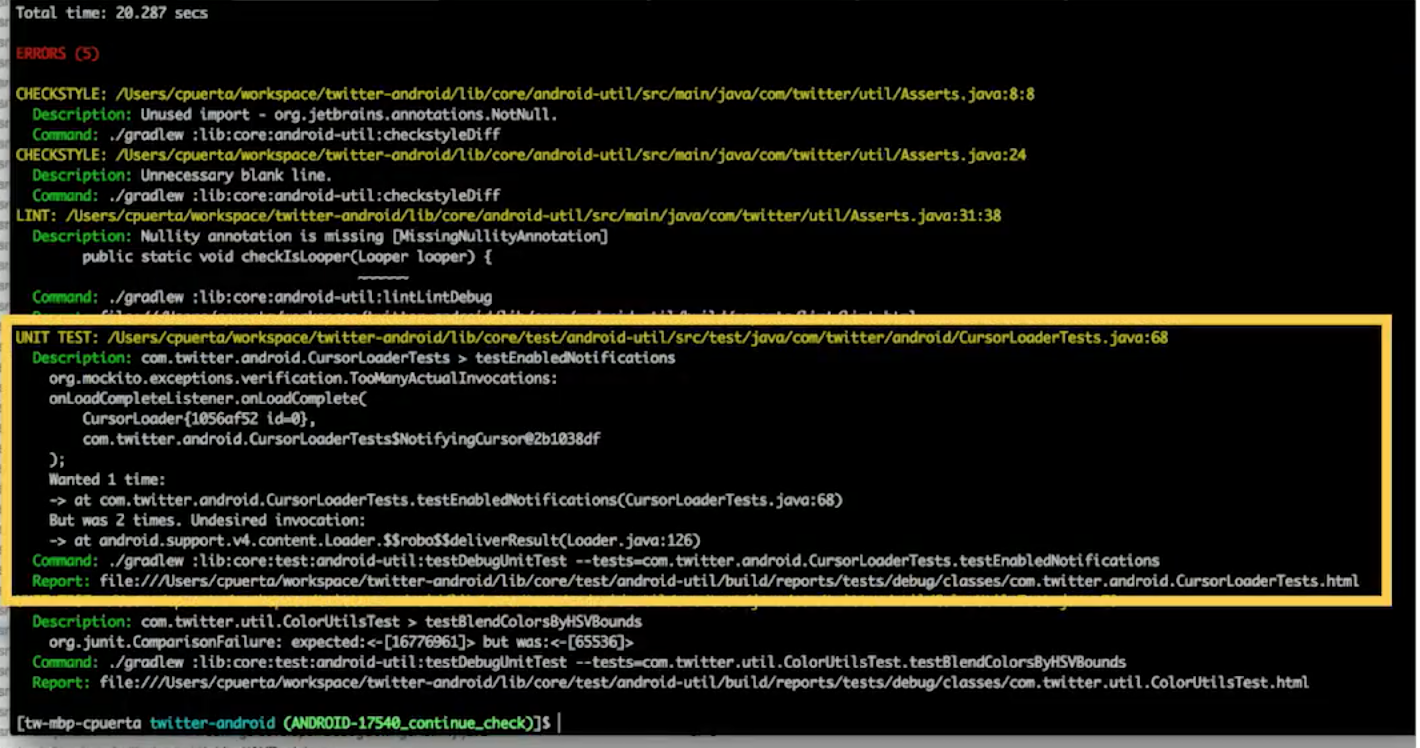 Total time: 20.287 secs
ERRORS (5)
CHECKSTYLE: /Users/cpuerta/workspace/twitter-android/lib/core/android-util/src/main/java/com/twitter/util/Asserts.java:8:8
Description: Unused import - org.jetbrains.annotations.NotNull.
Command: ./gradlew :lib:core:android-util:checkstyleDiff
CHECKSTYLE: /Users/cpuerta/workspace/twitter-android/lib/core/android-util/src/main/java/com/twitter/util/Asserts.java:24
Description: Unnecessary blank line.
Command: ./gradlew :lib:core:android-util:checkstyleDiff
LINT: /Users/cpuerta/workspace/twitter-android/lib/core/android-util/src/main/java/com/twitter/util/Asserts.java:31:38
Description: Nullity annotation is missing [MissingNullityAnnotation]
public static void checkIsLooper(Looper looper) {
~~~~~~
Command: ./gradlew :lib:core:android-util:lintLintDebug
UNIT TEST: /Users/cpuerta/workspace/twitter-android/lib/core/test/android-util/src/test/java/com/twitter/android/CursorLoaderTests.java:68
Description: com.twitter.android.CursorLoaderTests > testEnabledNotifications
org.mockito.exceptions.verification.TooManyActualInvocations:
onLoadCompleteListener.onLoadComplete(
CursorLoader{1056af52 id=0},
com.twitter.android.CursorLoaderTests$NotifyingCursor@2b1038df
);
Wanted 1 time:
-> at com.twitter.android.CursorLoaderTests.testEnabledNotifications(CursorLoaderTests.java:68)
But was 2 times. Undesired invocation:
-> at android.support.v4.content.Loader.$$robo$$deliverResult(Loader.java:126)
Command: ./gradlew :lib:core:test:android-util:testDebugUnitTest --tests=com.twitter.android.CursorLoaderTests.testEnabledNotifications
Report: file:///Users/cpuerta/workspace/twitter-android/lib/core/test/android-util/build/reports/tests/debug/classes/com.twitter.android.CursorLoaderTests.html
Description: com.twitter.util.ColorUtilsTest > testBlendColorsByHSVBounds
org.junit.ComparisonFailure: expected:<-[16776961]> but was:<-[65536]>
Command: ./gradlew :lib:core:test:android-util:testDebugUnitTest --tests=com.twitter.util.ColorUtilsTest.testBlendColorsByHSVBounds
Report: file:///Users/cpuerta/workspace/twitter-android/lib/core/test/android-util/build/reports/tests/debug/classes/com.twitter.util.ColorUtilsTest.html
[tw-mbp-cpuerta twitter-android (ANDROID-17540_continue_check)]$